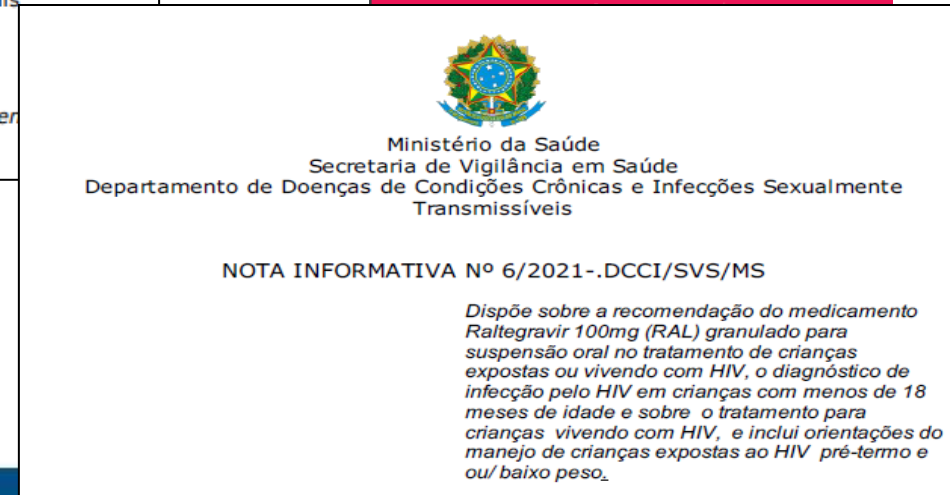 Ministério da Saúde
Secretaria de Vigilância em Saúde
Departamento de Doenças de Condições Crônicas e Infecções Sexualmente
Transmissíveis
NOTA INFORMATIVA Nº 6/2021-.DCCI/SVS/MS
Dispõe sobre a recomendação do medicamento
Raltegravir 100mg (RAL) granulado para
suspensão oral no tratamento de crianças
expostas ou vivendo com HIV, o diagnóstico de
infecção pelo HIV em crianças com menos de 18
meses de idade e sobre o tratamento para
crianças vivendo com HIV, e inclui orientações do
manejo de crianças expostas ao HIV pré-termo e
ou/ baixo peso.